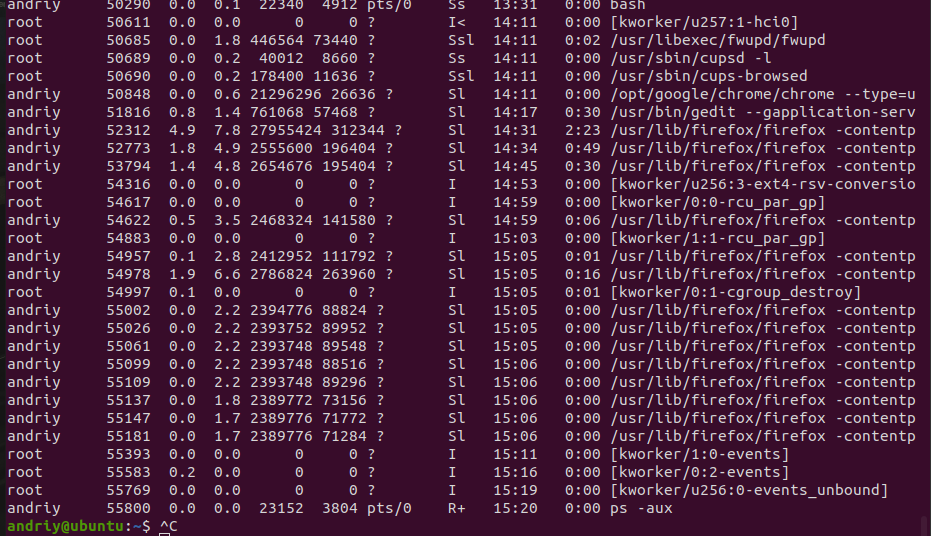 andriy 50290 0.0 0.1 22340 4912 pts/0 Ss 13:31 0:00 bash
root 50611 0.0 0.0 0 0 ? I< 14:11 0:00 [kworker/u257:1-hci0]
root 50685 0.0 1.8 446564 73440 ? Ssl 14:11 0:02 /usr/libexec/fwupd/fwupd
root 50689 0.0 0.2 40012 8660 ? Ss 14:11 0:00 /usr/sbin/cupsd -l
root 50690 0.0 0.2 178400 11636 ? Ssl 14:11 0:00 /usr/sbin/cups-browsed
andriy 50848 0.0 0.6 21296296 26636 ? Sl 14:11 0:00 /opt/google/chrome/chrome --type=u
andriy 51816 0.8 1.4 761068 57468 ? Sl 14:17 0:30 /usr/bin/gedit --gapplication-serv
andriy 52312 4.9 7.8 27955424 312344 ? Sl 14:31 2:23 /usr/lib/firefox/firefox -contentp
andriy 52773 1.8 4.9 2555600 196404 ? Sl 14:34 0:49 /usr/lib/firefox/firefox -contentp
andriy 53794 1.4 4.8 2654676 195404 ? Sl 14:45 0:30 /usr/lib/firefox/firefox -contentp
root 54316 0.0 0.0 0 0 ? I 14:53 0:00 [kworker/u256:3-ext4-rsv-conversio
root 54617 0.0 0.0 0 0 ? I 14:59 0:00 [kworker/0:0-rcu_par_gp]
andriy 54622 0.5 3.5 2468324 141580 ? Sl 14:59 0:06 /usr/lib/firefox/firefox -contentp
root 54883 0.0 0.0 0 0 ? I 15:03 0:00 [kworker/1:1-rcu_par_gp]
andriy 54957 0.1 2.8 2412952 111792 ? Sl 15:05 0:01 /usr/lib/firefox/firefox -contentp
andriy 54978 1.9 6.6 2786824 263960 ? Sl 15:05 0:16 /usr/lib/firefox/firefox -contentp
root 54997 0.1 0.0 0 0 ? I 15:05 0:01 [kworker/0:1-cgroup_destroy]
andriy 55002 0.0 2.2 2394776 88824 ? Sl 15:05 0:00 /usr/lib/firefox/firefox -contentp
andriy 55026 0.0 2.2 2393752 89952 ? Sl 15:05 0:00 /usr/lib/firefox/firefox -contentp
andriy 55061 0.0 2.2 2393748 89548 ? Sl 15:05 0:00 /usr/lib/firefox/firefox -contentp
andriy 55099 0.0 2.2 2393748 88516 ? Sl 15:06 0:00 /usr/lib/firefox/firefox -contentp
andriy 55109 0.0 2.2 2393748 89296 ? Sl 15:06 0:00 /usr/lib/firefox/firefox -contentp
andriy 55137 0.0 1.8 2389772 73156 ? Sl 15:06 0:00 /usr/lib/firefox/firefox -contentp
andriy 55147 0.0 1.7 2389776 71772 ? Sl 15:06 0:00 /usr/lib/firefox/firefox -contentp
andriy 55181 0.0 1.7 2389776 71284 ? Sl 15:06 0:00 /usr/lib/firefox/firefox -contentp
root 55393 0.0 0.0 0 0 ? I 15:11 0:00 [kworker/1:0-events]
root 55583 0.2 0.0 0 0 ? I 15:16 0:00 [kworker/0:2-events]
root 55769 0.0 0.0 0 0 ? I 15:19 0:00 [kworker/u256:0-events_unbound]
andriy 55800 0.0 0.0 23152 3804 pts/0 R+ 15:20 0:00 ps -aux
andriy@ubuntu:~$ ^C